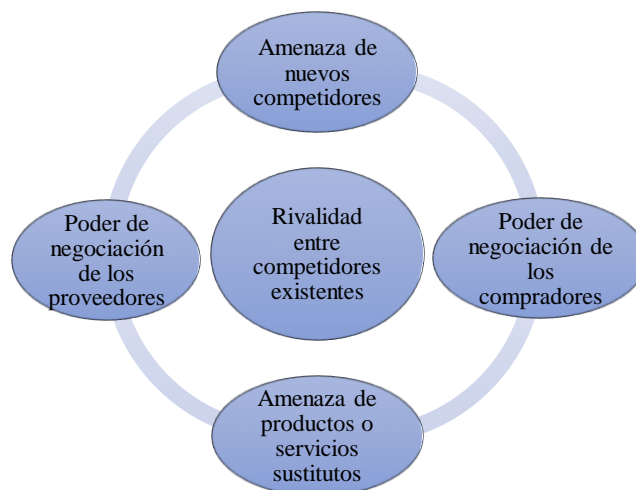 Amenaza de
nuevos
competidores
Poder de
negociación
de los
proveedores
Rivalidad
entre
competidores
existentes
Poder de
negociación de
los
compradores
Amenaza de
productos o
servicios
sustitutos